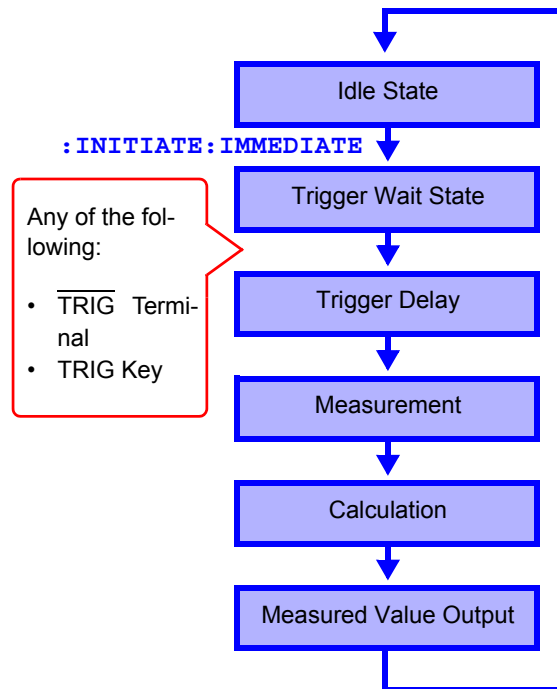 Idle State
:INITIATE:IMMEDIATE
Trigger Wait State
Any of the fol-
lowing:
• TRIG Termi-
nal
• TRIG Key
Trigger Delay
Measurement
Calculation
Measured Value Output